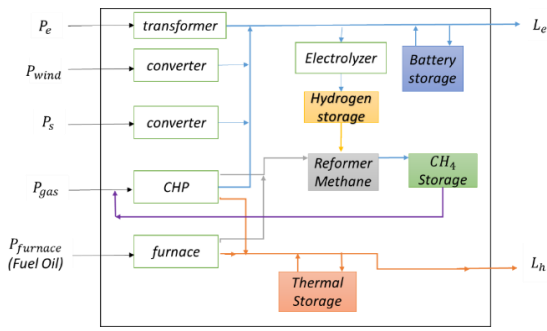 P_e
transformer
L_e
P_wind
converter
Electrolyzer
Battery
storage
Hydrogen
storage
P_s
converter
P_gas
CHP
Reformer
Methane
CH_4
Storage
P_furnace
(Fuel Oil)
furnace
L_h
Thermal
Storage